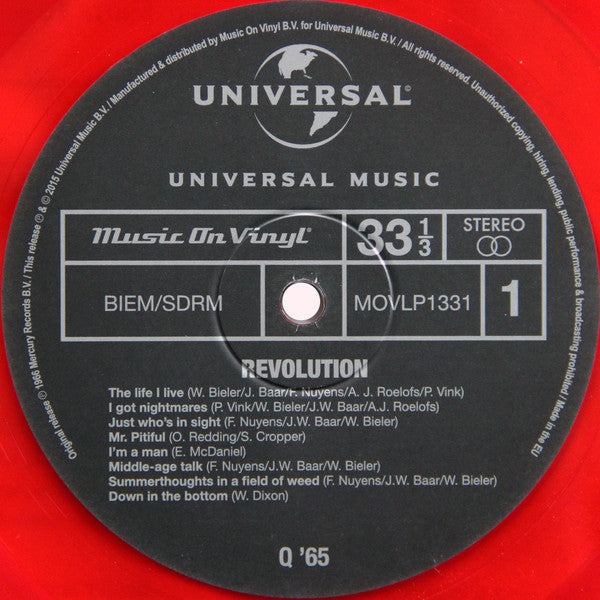 Original release ℗ 1966 Mercury Records B.V. / This release ℗ & © 2015 Universal Music B.V. / Manufactured & distributed by Music On Vinyl B.V. for Universal Music B.V. / All rights reserved. Unauthorized copying, hiring, lending, public performance & broadcasting prohibited / Made in the EU
UNIVERSAL®
UNIVERSAL MUSIC
Music On Vinyl®
33 1/3
STEREO
BIEM/SDRM
MOVLP1331
1
REVOLUTION
The life I live (W. Bieler/J. Baar/F. Nuyens/A. J. Roelofs/P. Vink)
I got nightmares (P. Vink/W. Bieler/J.W. Baar/A.J. Roelofs)
Just who's in sight (F. Nuyens/J.W. Baar/W. Bieler)
Mr. Pitiful (O. Redding/S. Cropper)
I'm a man (E. McDaniel)
Middle-age talk (F. Nuyens/J.W. Baar/W. Bieler)
Summerthoughts in a field of weed (F. Nuyens/J.W. Baar/W. Bieler)
Down in the bottom (W. Dixon)
Q '65